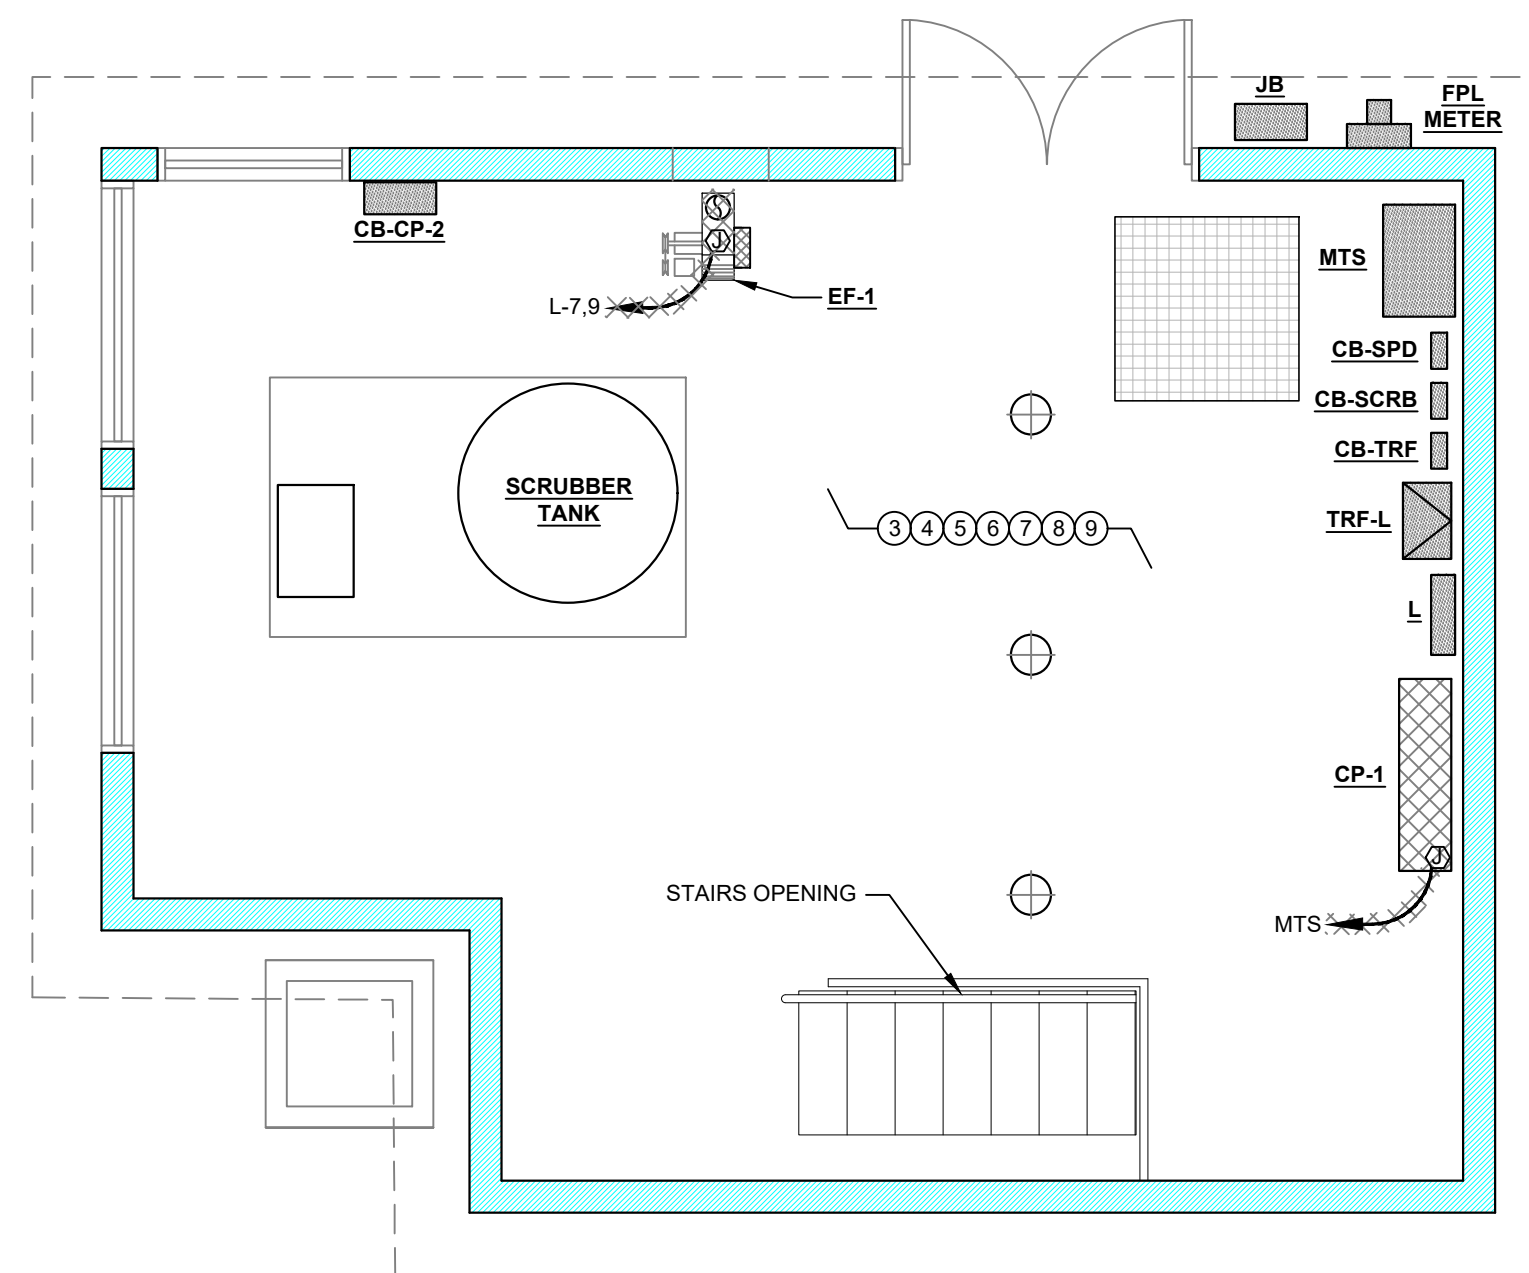 JB
FPL
METER
CB-CP-2
S
J
EF-1
L-7,9
MTS
CB-SPD
CB-SCRB
CB-TRF
SCRUBBER
TANK
3 4 5 6 7 8 9
TRF-L
L
CP-1
J
STAIRS OPENING
MTS